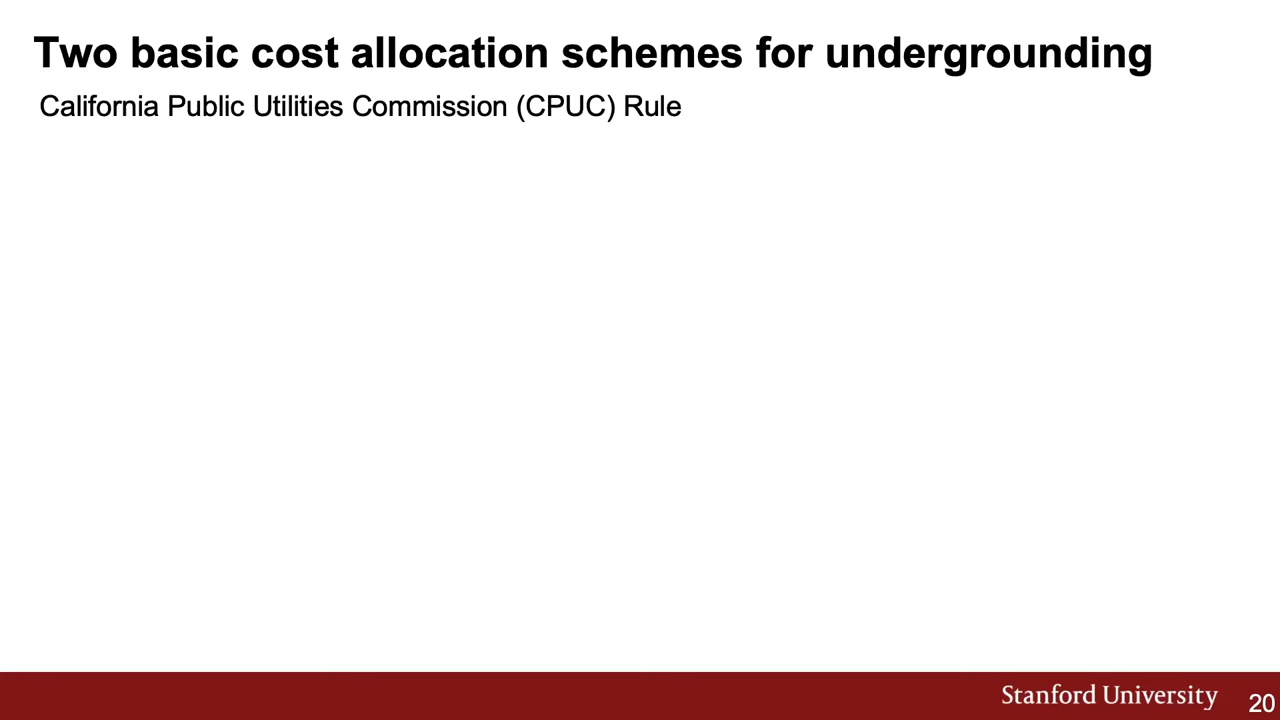 Two basic cost allocation schemes for undergrounding
California Public Utilities Commission (CPUC) Rule
Stanford University
20